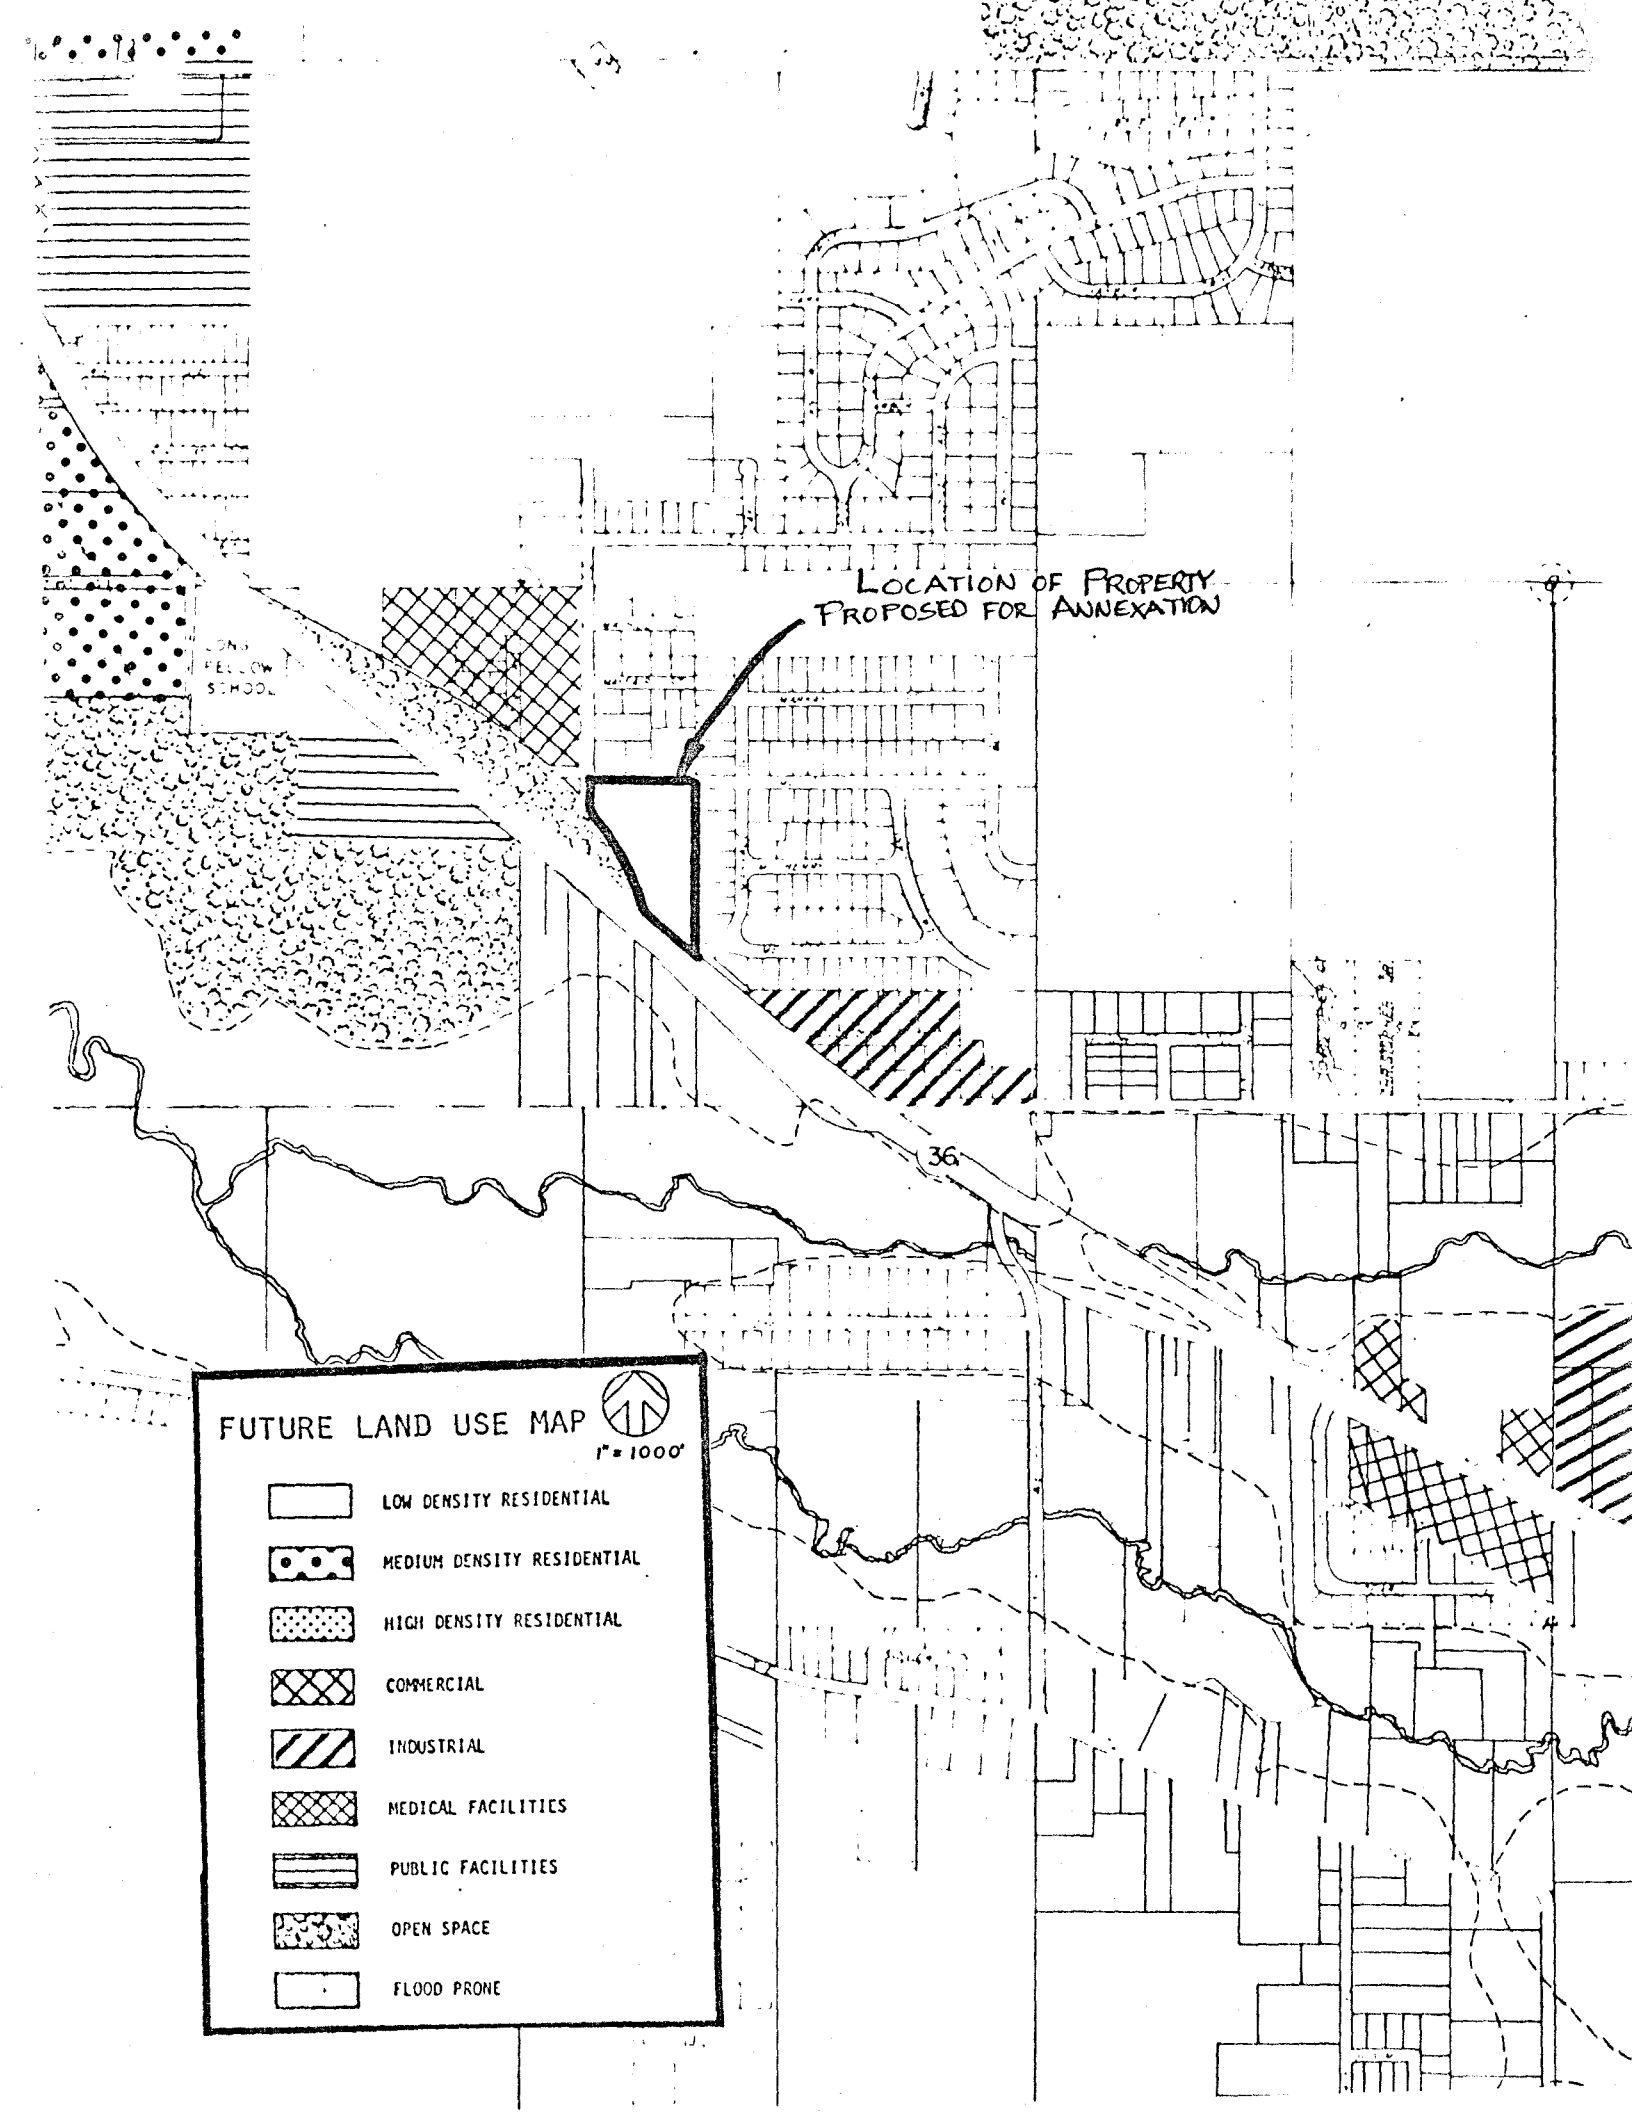 LOCATION OF PROPERTY
PROPOSED FOR ANNEXATION
LONG
FELLOW
SCHOOL
36
FUTURE LAND USE MAP
1"=1000'
LOW DENSITY RESIDENTIAL
MEDIUM DENSITY RESIDENTIAL
HIGH DENSITY RESIDENTIAL
COMMERCIAL
INDUSTRIAL
MEDICAL FACILITIES
PUBLIC FACILITIES
OPEN SPACE
FLOOD PRONE